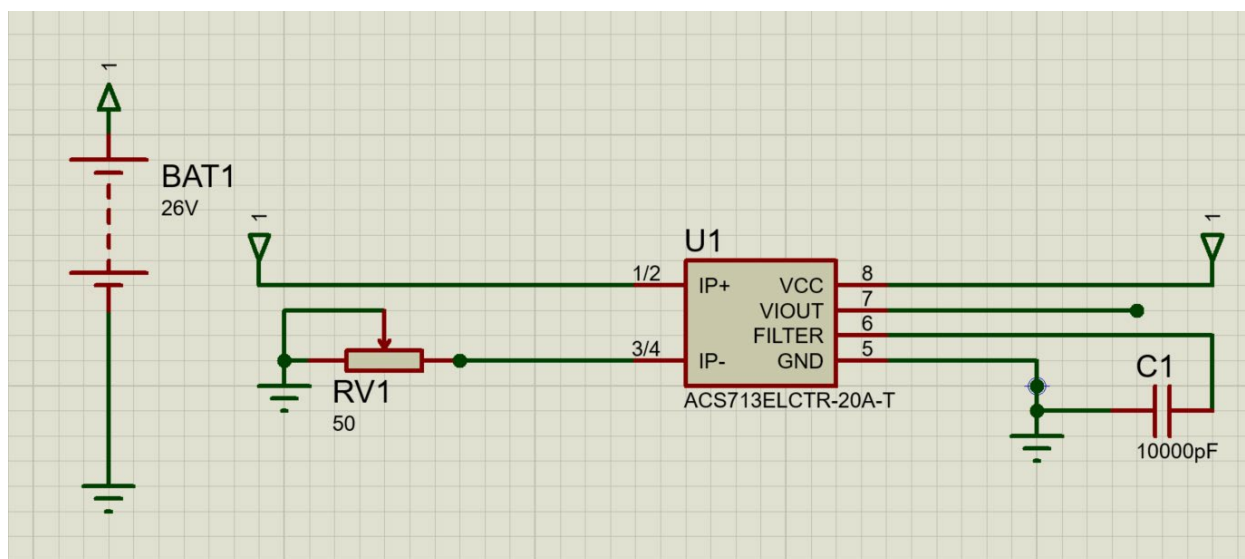 1
BAT1
26V
1
RV1
50
U1
1/2
3/4
IP+
IP-
VCC
VIOUT
FILTER
GND
8
7
6
5
ACS713ELCTR-20A-T
1
C1
10000pF